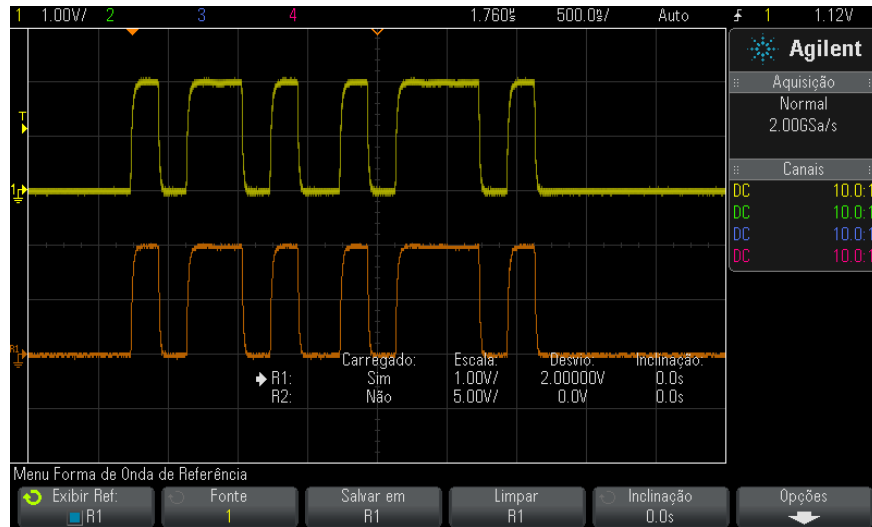 1 1.00V/ 2 3 4 1.760s 500.0s/ Auto 1 1.12V
Agilent
Aquisição
Normal
2.00GSa/s
Canais
DC 10.0:1
DC 10.0:1
DC 10.0:1
DC 10.0:1
T
1
R1
Carregado: Escala: Desvio: Inclinação:
R1: Sim 1.00V/ 2.00000V 0.0s
R2: Não 5.00V/ 0.0V 0.0s
Menu Forma de Onda de Referência
Exibir Ref: Fonte Salvar em Limpar Inclinação Opções
R1 1 R1 R1 0.0s